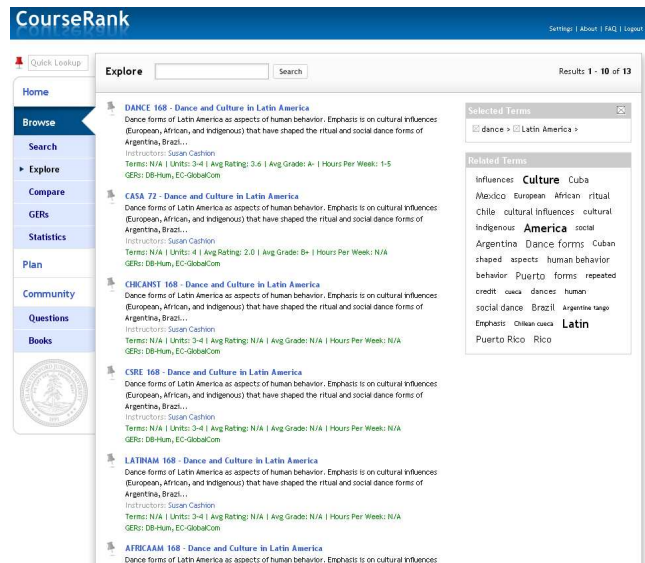 CourseRank
Settings | About | FAQ | Logout
Quick Lookup
Home
Browse
Search
Explore
Compare
GERs
Statistics
Plan
Community
Questions
Books
Explore
Search
Results 1 - 10 of 13
DANCE 168 - Dance and Culture in Latin America
Dance forms of Latin America as aspects of human behavior. Emphasis is on cultural influences
(European, African, and indigenous) that have shaped the ritual and social dance forms of
Argentina, Brazi...
Instructors: Susan Cashion
Terms: N/A | Units: 3-4 | Avg Rating: 3.6 | Avg Grade: A- | Hours Per Week: 1-5
GERs: DB-Hum, EC-GlobalCom
CASA 72 - Dance and Culture in Latin America
Dance forms of Latin America as aspects of human behavior. Emphasis is on cultural influences
(European, African, and indigenous) that have shaped the ritual and social dance forms of
Argentina, Brazi...
Instructors: Susan Cashion
Terms: N/A | Units: 4 | Avg Rating: 2.0 | Avg Grade: B+ | Hours Per Week: N/A
GERs: DB-Hum, EC-GlobalCom
CHICANST 168 - Dance and Culture in Latin America
Dance forms of Latin America as aspects of human behavior. Emphasis is on cultural influences
(European, African, and indigenous) that have shaped the ritual and social dance forms of
Argentina, Brazi...
Instructors: Susan Cashion
Terms: N/A | Units: 3-4 | Avg Rating: N/A | Avg Grade: N/A | Hours Per Week: N/A
GERs: DB-Hum, EC-GlobalCom
CSRE 168 - Dance and Culture in Latin America
Dance forms of Latin America as aspects of human behavior. Emphasis is on cultural influences
(European, African, and indigenous) that have shaped the ritual and social dance forms of
Argentina, Brazi...
Instructors: Susan Cashion
Terms: N/A | Units: 3-4 | Avg Rating: N/A | Avg Grade: N/A | Hours Per Week: N/A
GERs: DB-Hum, EC-GlobalCom
LATINAM 168 - Dance and Culture in Latin America
Dance forms of Latin America as aspects of human behavior. Emphasis is on cultural influences
(European, African, and indigenous) that have shaped the ritual and social dance forms of
Argentina, Brazi...
Instructors: Susan Cashion
Terms: N/A | Units: 3-4 | Avg Rating: N/A | Avg Grade: N/A | Hours Per Week: N/A
GERs: DB-Hum, EC-GlobalCom
AFRICAAM 168 - Dance and Culture in Latin America
Dance forms of Latin America as aspects of human behavior. Emphasis is on cultural influences
Selected Terms
dance > Latin America >
Related Terms
influences Culture Cuba
Mexico European African ritual
Chile cultural influences cultural
indigenous America social
Argentina Dance forms Cuban
shaped aspects human behavior
behavior Puerto forms repeated
credit cueca dances human
social dance Brazil Argentine tango
Emphasis Chilean cueca Latin
Puerto Rico Rico